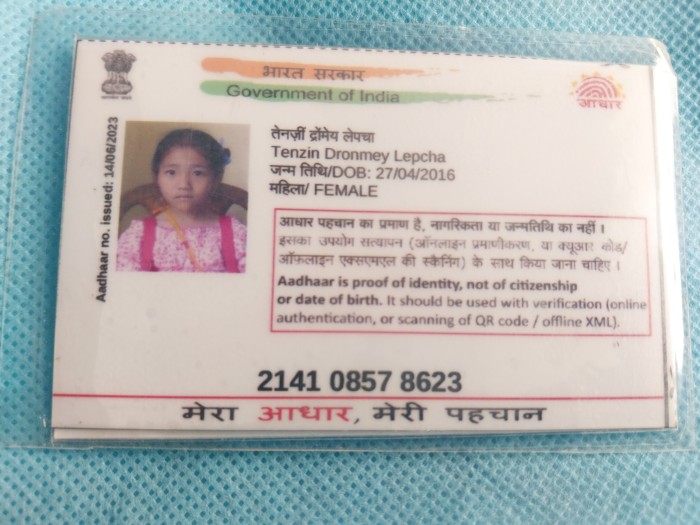 भारत सरकार
Government of India
आधार
Aadhaar no. issued: 14/06/2023
तेनज़ीं द्रोंमेय लेपचा
Tenzin Dronmey Lepcha
जन्म तिथि/DOB: 27/04/2016
महिला/ FEMALE
आधार पहचान का प्रमाण है, नागरिकता या जन्मतिथि का नहीं ।
इसका उपयोग सत्यापन (ऑनलाइन प्रमाणीकरण, या क्यूआर कोड/
ऑफ़लाइन एक्सएमएल की स्कैनिंग) के साथ किया जाना चाहिए ।
Aadhaar is proof of identity, not of citizenship
or date of birth. It should be used with verification (online
authentication, or scanning of QR code / offline XML).
2141 0857 8623
मेरा आधार, मेरी पहचान